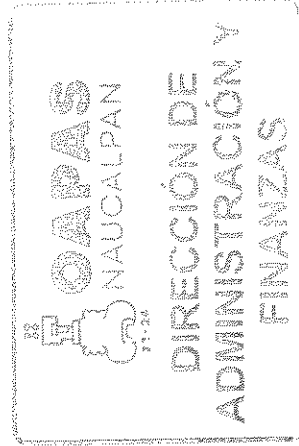 OAPAS
NAUCALPAN
DIRECCIÓN DE
ADMINISTRACIÓN Y
FINANZAS